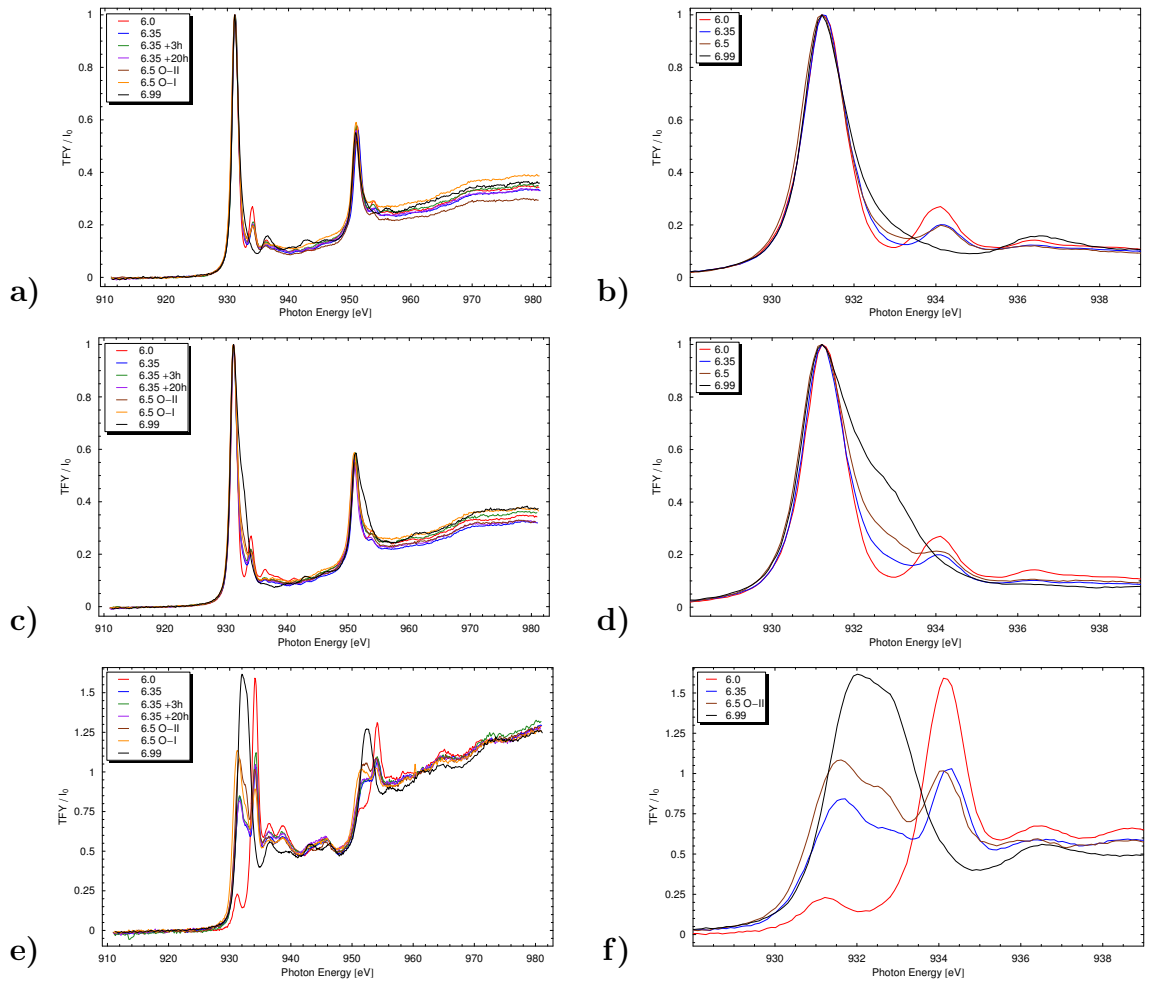 TFY / I0
1
0.8
0.6
0.4
0.2
0
6.0
6.35
6.35 +3h
6.35 +20h
6.5 O−II
6.5 O−I
6.99
910 920 930 940 950 960 970 980
Photon Energy [eV]
a)
TFY / I0
1
0.8
0.6
0.4
0.2
0
6.0
6.35
6.5
6.99
930 932 934 936 938
Photon Energy [eV]
b)
TFY / I0
1
0.8
0.6
0.4
0.2
0
6.0
6.35
6.35 +3h
6.35 +20h
6.5 O−II
6.5 O−I
6.99
910 920 930 940 950 960 970 980
Photon Energy [eV]
c)
TFY / I0
1
0.8
0.6
0.4
0.2
0
6.0
6.35
6.5
6.99
930 932 934 936 938
Photon Energy [eV]
d)
TFY / I0
1.5
1.25
1
0.75
0.5
0.25
0
6.0
6.35
6.35 +3h
6.35 +20h
6.5 O−II
6.5 O−I
6.99
910 920 930 940 950 960 970 980
Photon Energy [eV]
e)
TFY / I0
1.5
1.25
1
0.75
0.5
0.25
0
6.0
6.35
6.5 O−II
6.99
930 932 934 936 938
Photon Energy [eV]
f)